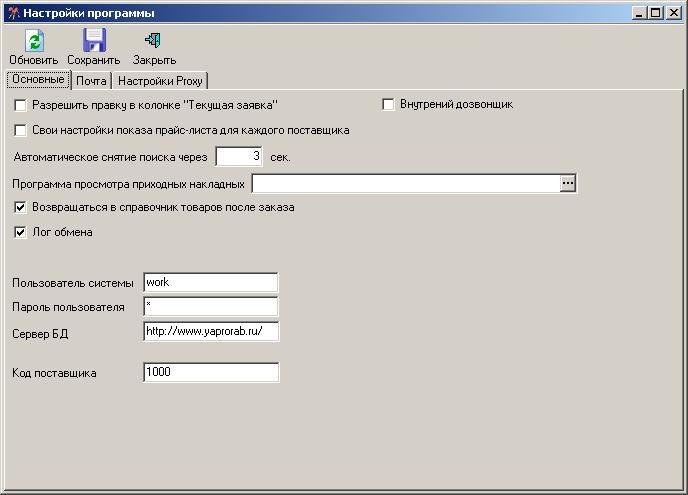 Настройки программы
Обновить Сохранить Закрыть
Основные Почта Настройки Proxy
Разрешить правку в колонке "Текущая заявка" Внутрений дозвонщик
Свои настройки показа прайс-листа для каждого поставщика
Автоматическое снятие поиска через 3 сек.
Программа просмотра приходных накладных ...
Возвращаться в справочник товаров после заказа
Лог обмена
Пользователь системы work
Пароль пользователя *
Сервер БД http://www.yaprorab.ru/
Код поставщика 1000